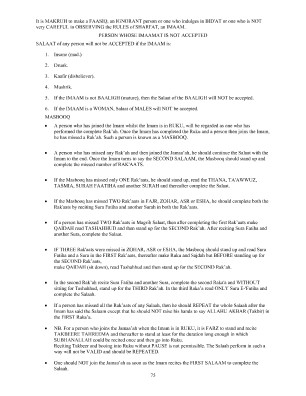 It is MAKRUH to make a FAASIQ, an IGNORANT person or one who indulges in BID'AT or one who is NOT
very CAREFUL in OBSERVING the RULES of SHARI'AT, an IMAAM.
PERSON WHOSE IMAAMAT IS NOT ACCEPTED
SALAAT of any person will not be ACCEPTED if the IMAAM is:
1. Insane (mad.)
2. Drunk.
3. Kaafir (disbeliever).
4. Mushrik.
5. If the IMAAM is not BAALIGH (mature), then the Salaat of the BAALIGH will NOT be accepted.
6. If the IMAAM is a WOMAN, Salaat of MALES will NOT be accepted.
MASBOOQ
• A person who has joined the Imaam whilst the Imaam is in RUKU, will be regarded as one who has
performed the complete Rak'ah. Once the Imaam has completed the Ruku and a person then joins the Imaam,
he has missed a Rak'ah. Such a person is known as a MASBOOQ.
• A person who has missed any Rak'ah and then joined the Jamaa'ah, he should continue with the Salaat with the
Imaam to the end. Once the Imaam turns to say the SECOND SALAAM, the Masbooq should stand up and
complete the missed number of RAK'AATS.
• If the Masbooq has missed only ONE Rak'aats, he should stand up, read the THANA, TA'AWWUZ,
TASMIA, SURAH FAATIHA and another SURAH and thereafter complete the Salaat.
• If the Masbooq has missed TWO Rak'aats in FAJR, ZOHAR, ASR or ESHA, he should complete both the
Rak'aats by reciting Sura Fatiha and another Surah in both the Rak'aats.
• If a person has missed TWO Rak'aats in Magrib Salaat, then after completing the first Rak'aats make
QAIDAH read TASHAHHUD and then stand up for the SECOND RAK'AH. After reciting Sura Fatiha and
another Sura, complete the Salaat.
• IF THREE Rak'aats were missed in ZOHAR, ASR or ESHA, the Masbooq should stand up and read Sura
Fatiha and a Sura in the FIRST Rak'aats, thereafter make Ruku and Sajdah but BEFORE standing up for
the SECOND Rak'aats,
make QAIDAH (sit down), read Tashahhud and then stand up for the SECOND Rak'ah.
• In the second Rak'ah recite Sura Fatiha and another Sura, complete the second Rak'ats and WITHOUT
sitting for Tashahhud, stand up for the THIRD Rak'ah. In the third Rak'aats read ONLY Sura E-Fatiha and
complete the Salaat.
• If a person has missed all the Rak'aats of any Salaah, then he should REPEAT the whole Salaah after the
Imaam has said the Salaam except that he should NOT raise his hands to say ALLAHU AKBAR (Takbir) in
the FIRST Raka'a.
• NB. For a person who joins the Jamaa'ah when the Imaam is in RUKU, it is FARZ to stand and recite
TAKBEERE TAHREEMA and thereafter to stand at least for the duration long enough in which
SUBHANALLAH could be recited once and then go into Ruku.
Reciting Takbeer and bowing into Ruku without PAUSE is not permissible. The Salaah perform in such a
way will not be VALID and should be REPEATED.
• One should NOT join the Jamaa'ah as soon as the Imaam recites the FIRST SALAAM to complete the
Salaah.
75